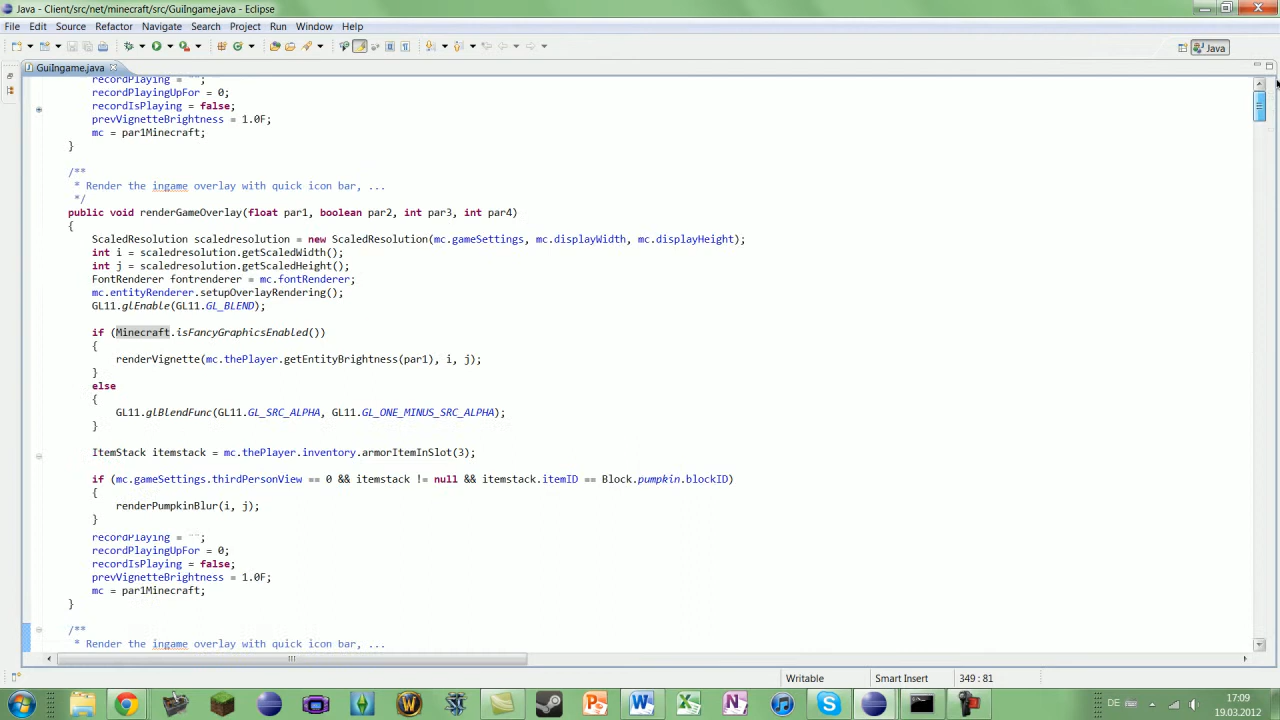 Java - Client/src/net/minecraft/src/GuiIngame.java - Eclipse
File Edit Source Refactor Navigate Search Project Run Window Help
Java
GuiIngame.java
recordPlaying = "";
recordPlayingUpFor = 0;
recordIsPlaying = false;
prevVignetteBrightness = 1.0F;
mc = par1Minecraft;
}
/**
* Render the ingame overlay with quick icon bar, ...
*/
public void renderGameOverlay(float par1, boolean par2, int par3, int par4)
{
ScaledResolution scaledresolution = new ScaledResolution(mc.gameSettings, mc.displayWidth, mc.displayHeight);
int i = scaledresolution.getScaledWidth();
int j = scaledresolution.getScaledHeight();
FontRenderer fontrenderer = mc.fontRenderer;
mc.entityRenderer.setupOverlayRendering();
GL11.glEnable(GL11.GL_BLEND);
if (Minecraft.isFancyGraphicsEnabled())
{
renderVignette(mc.thePlayer.getEntityBrightness(par1), i, j);
}
else
{
GL11.glBlendFunc(GL11.GL_SRC_ALPHA, GL11.GL_ONE_MINUS_SRC_ALPHA);
}
ItemStack itemstack = mc.thePlayer.inventory.armorItemInSlot(3);
if (mc.gameSettings.thirdPersonView == 0 && itemstack != null && itemstack.itemID == Block.pumpkin.blockID)
{
renderPumpkinBlur(i, j);
}
recordPlaying = "";
recordPlayingUpFor = 0;
recordIsPlaying = false;
prevVignetteBrightness = 1.0F;
mc = par1Minecraft;
}
/**
* Render the ingame overlay with quick icon bar, ...
Writable Smart Insert 349 : 81
DE 17:09
19.03.2012